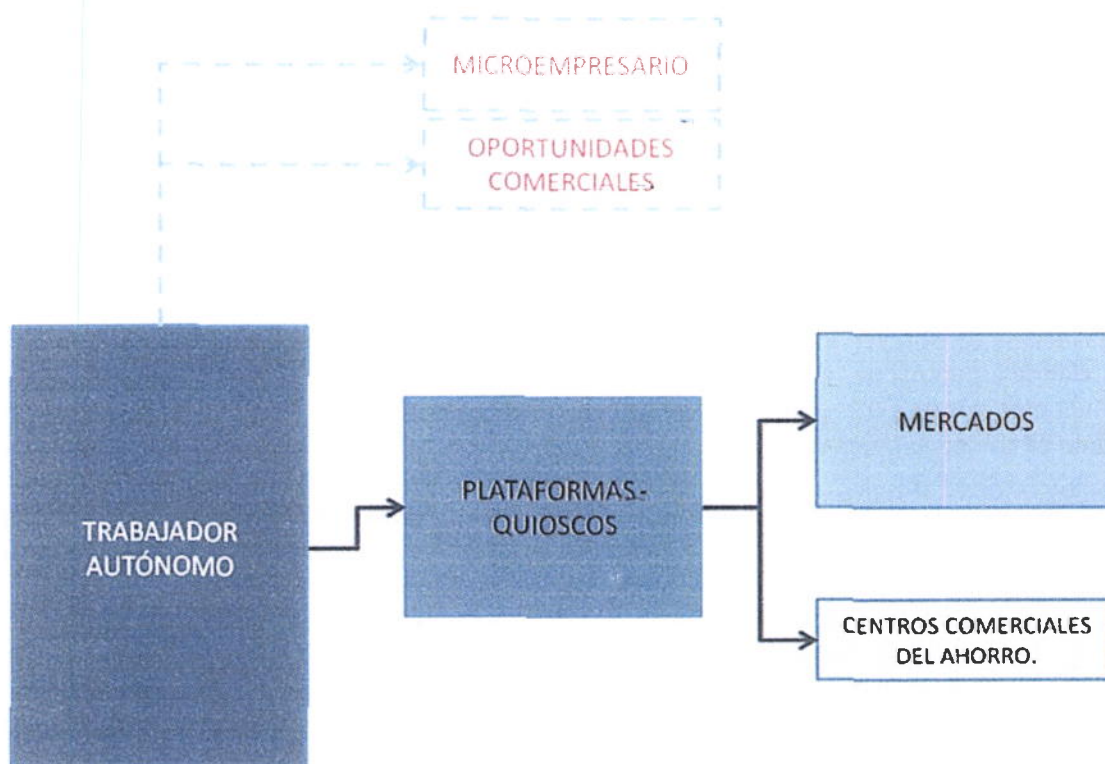 MICROEMPRESARIO
OPORTUNIDADES
COMERCIALES
TRABAJADOR
AUTÓNOMO
PLATAFORMAS-
QUIOSCOS
MERCADOS
CENTROS COMERCIALES
DEL AHORRO.